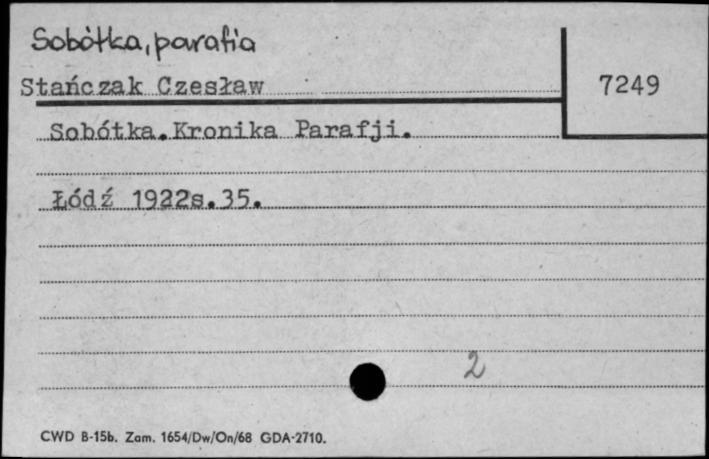 Sobótka, parafia
Stańczak Czesław
7249
Sobótka.Kronika Parafji.
Łódź 1922s.35.
2
CWD B-15b. Zam. 1654/Dw/On/68 GDA-2710.